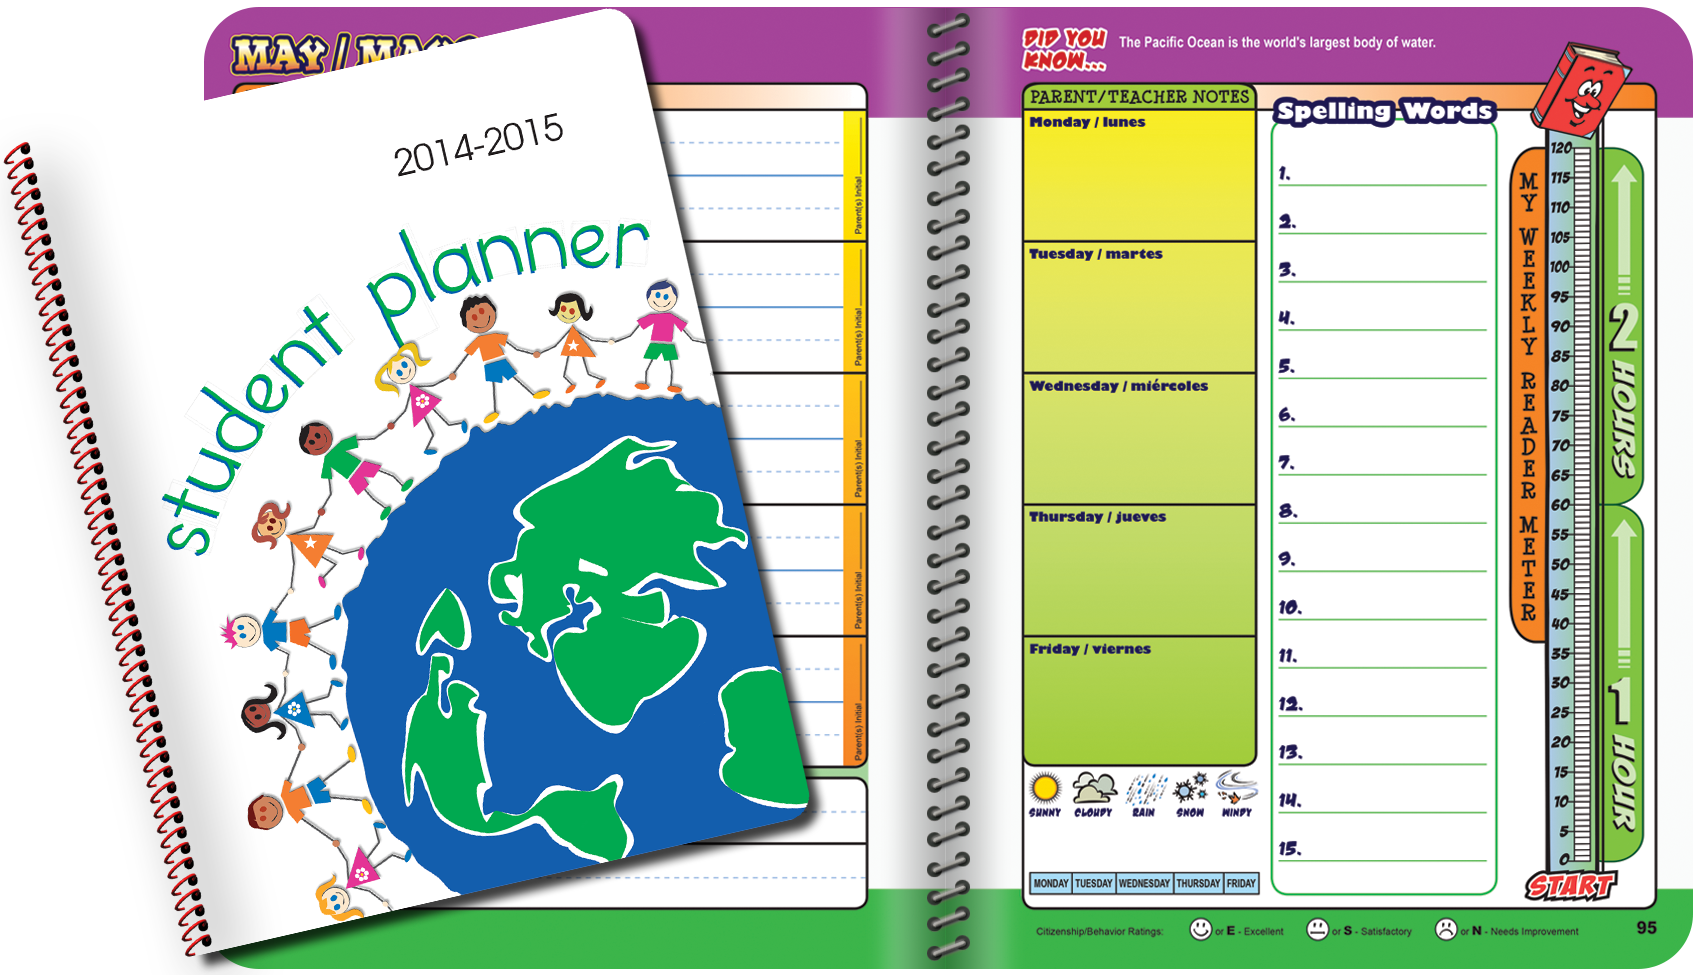 2014-2015
student planner
MAY /
Parent(s) Initial
Parent(s) Initial
Parent(s) Initial
Parent(s) Initial
Parent(s) Initial
DID YOU
KNOW...
The Pacific Ocean is the world's largest body of water.
PARENT/TEACHER NOTES
Monday / lunes
Tuesday / martes
Wednesday / miércoles
Thursday / jueves
Friday / viernes
SUNNY CLOUDY RAIN SNOW WINDY
MONDAY TUESDAY WEDNESDAY THURSDAY FRIDAY
Spelling Words
1.
2.
3.
4.
5.
6.
7.
8.
9.
10.
11.
12.
13.
14.
15.
MY WEEKLY READER METER
120
115
110
105
100
95
90
85
80
75
70
65
60
55
50
45
40
35
30
25
20
15
10
5
0
2 HOURS
1 HOUR
START
Citizenship/Behavior Ratings: or E - Excellent or S - Satisfactory or N - Needs Improvement
95